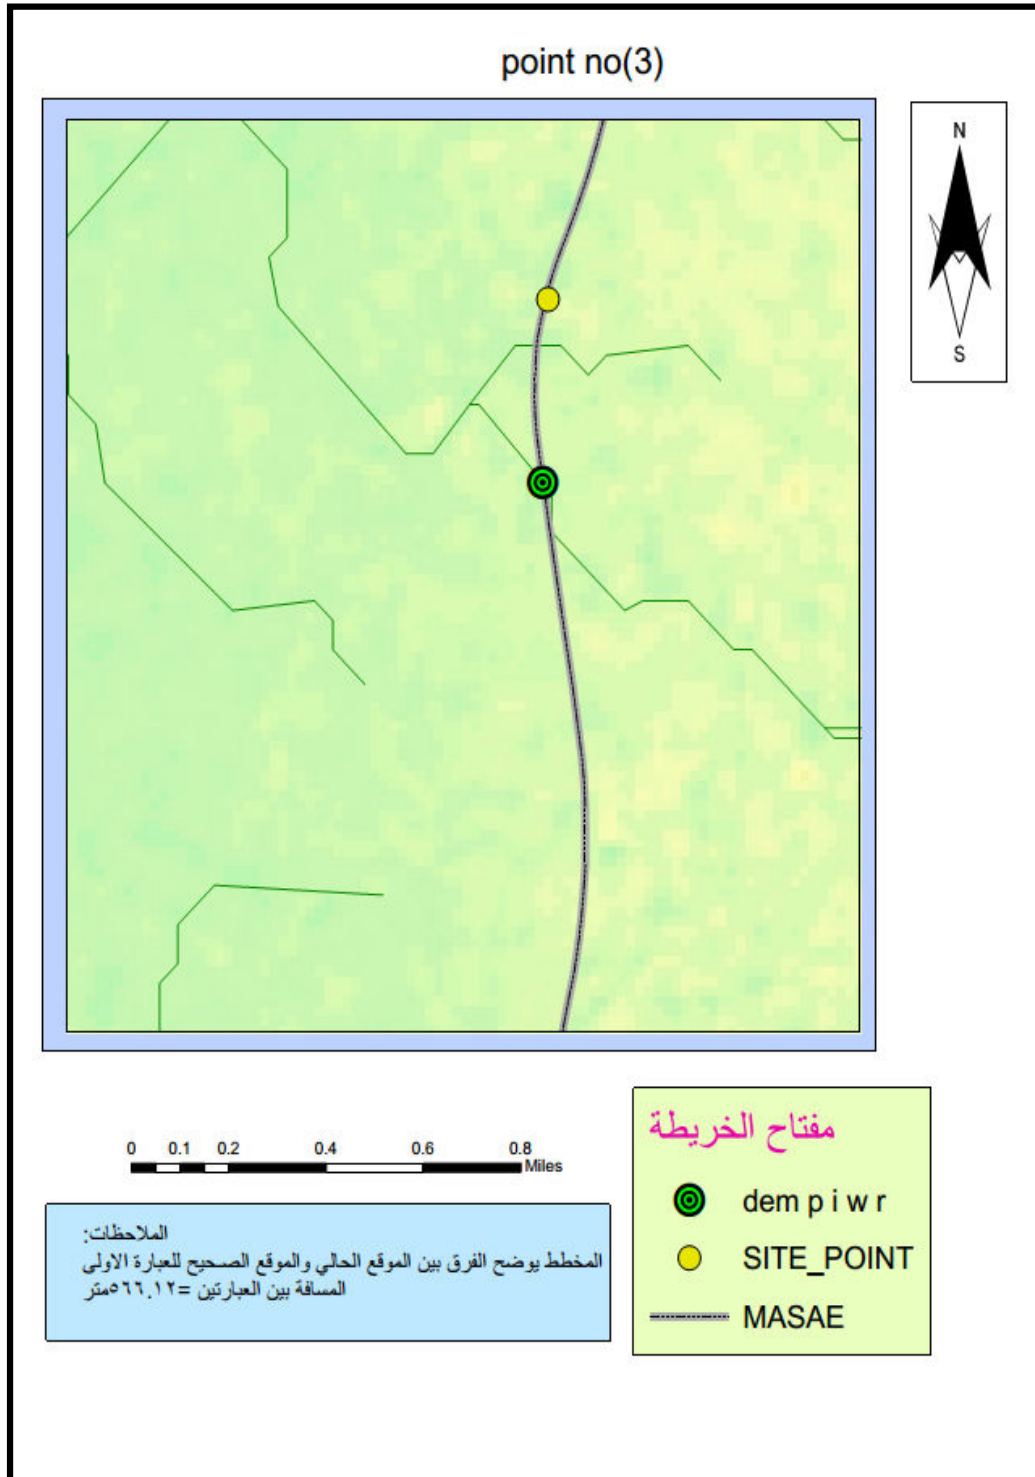 point no(3)
N
S
0 0.1 0.2 0.4 0.6 0.8
Miles
الملاحظات:
المخطط يوضح الفرق بين الموقع الحالي والموقع الصحيح للعبارة الاولى
المسافة بين العبارتين =٥٦٦.١٢متر
مفتاح الخريطة
dem p i w r
SITE_POINT
MASAE